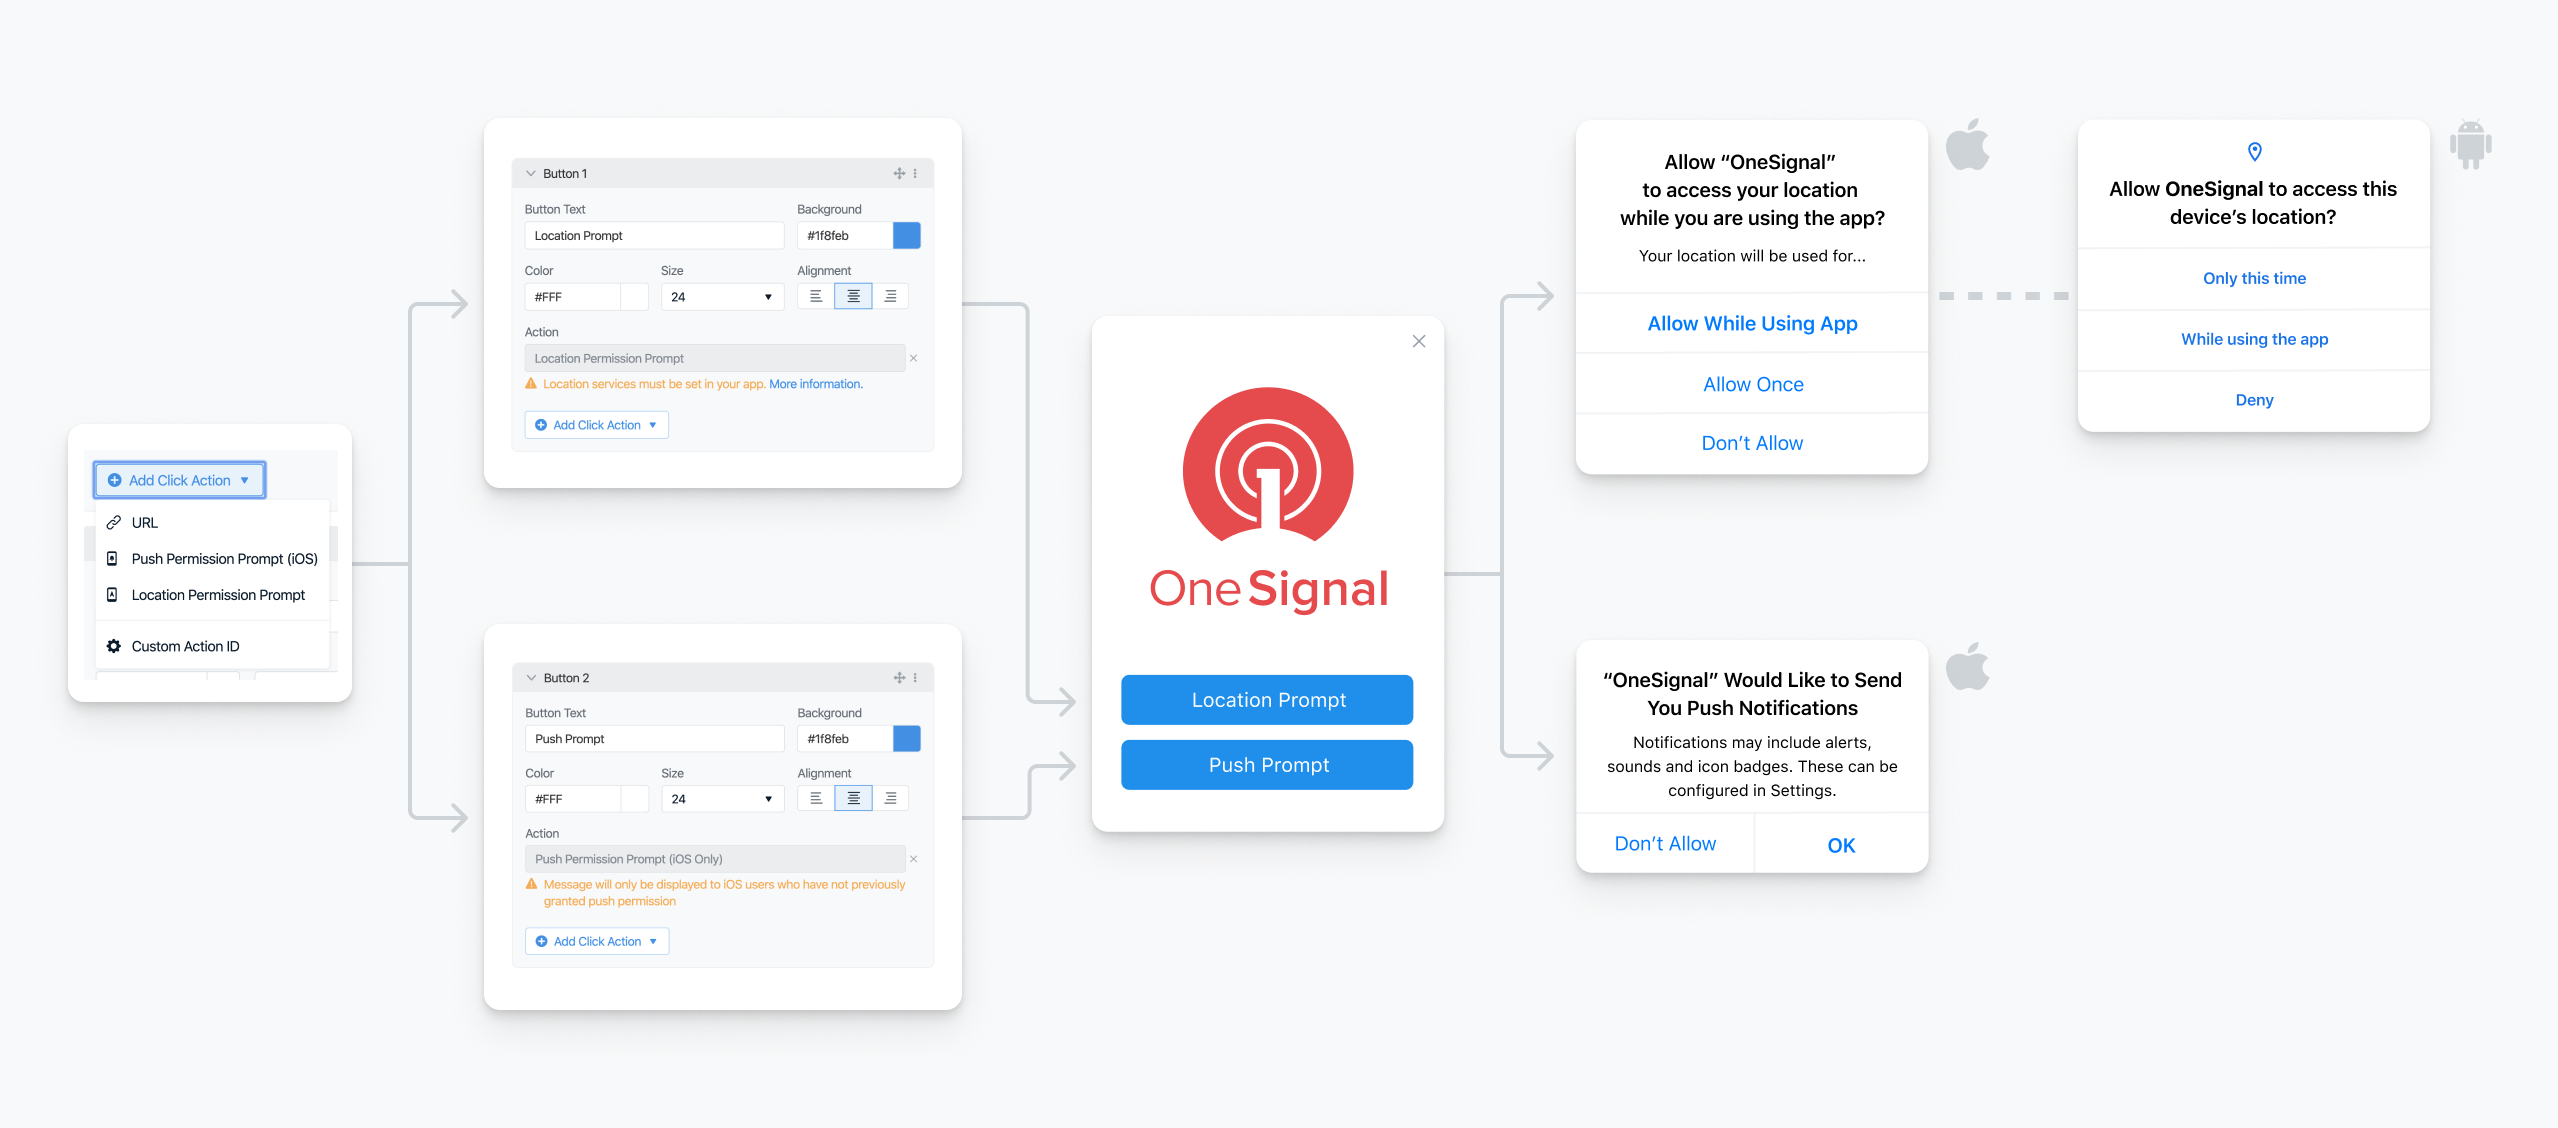 Add Click Action
URL
Push Permission Prompt (iOS)
Location Permission Prompt
Custom Action ID
Button 1
Button Text
Background
Location Prompt
#1f8feb
Color
Size
Alignment
#FFF
24
Action
Location Permission Prompt
Location services must be set in your app. More information.
Add Click Action
Button 2
Button Text
Background
Push Prompt
#1f8feb
Color
Size
Alignment
#FFF
24
Action
Push Permission Prompt (iOS Only)
Message will only be displayed to iOS users who have not previously
granted push permission
Add Click Action
OneSignal
Location Prompt
Push Prompt
Allow “OneSignal”
to access your location
while you are using the app?
Your location will be used for...
Allow While Using App
Allow Once
Don’t Allow
Allow OneSignal to access this
device’s location?
Only this time
While using the app
Deny
“OneSignal” Would Like to Send
You Push Notifications
Notifications may include alerts,
sounds and icon badges. These can be
configured in Settings.
Don’t Allow
OK